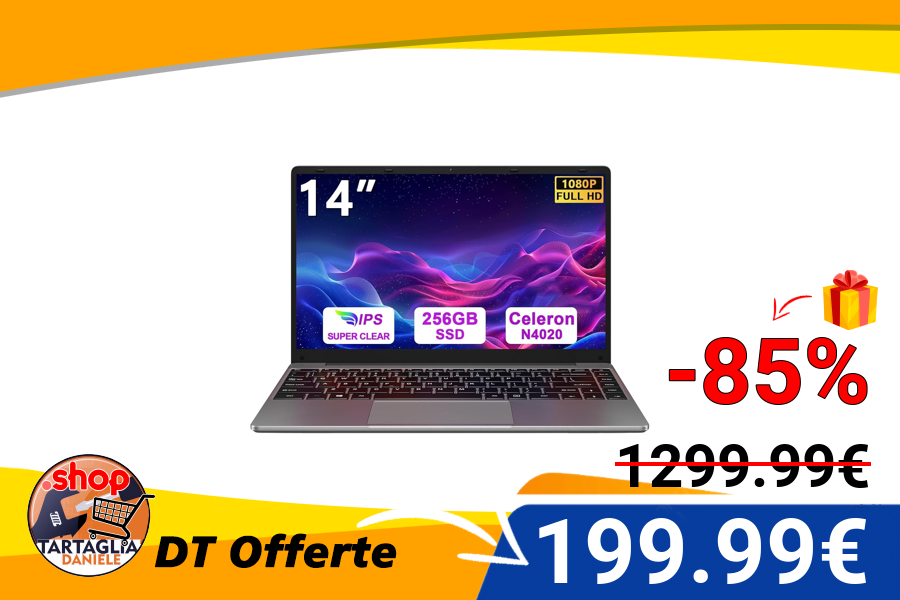 14”
1080P
FULL HD
IPS
SUPER CLEAR
256GB
SSD
Celeron
N4020
-85%
1299.99€
199.99€
.shop
TARTAGLIA
DANIELE
DT Offerte